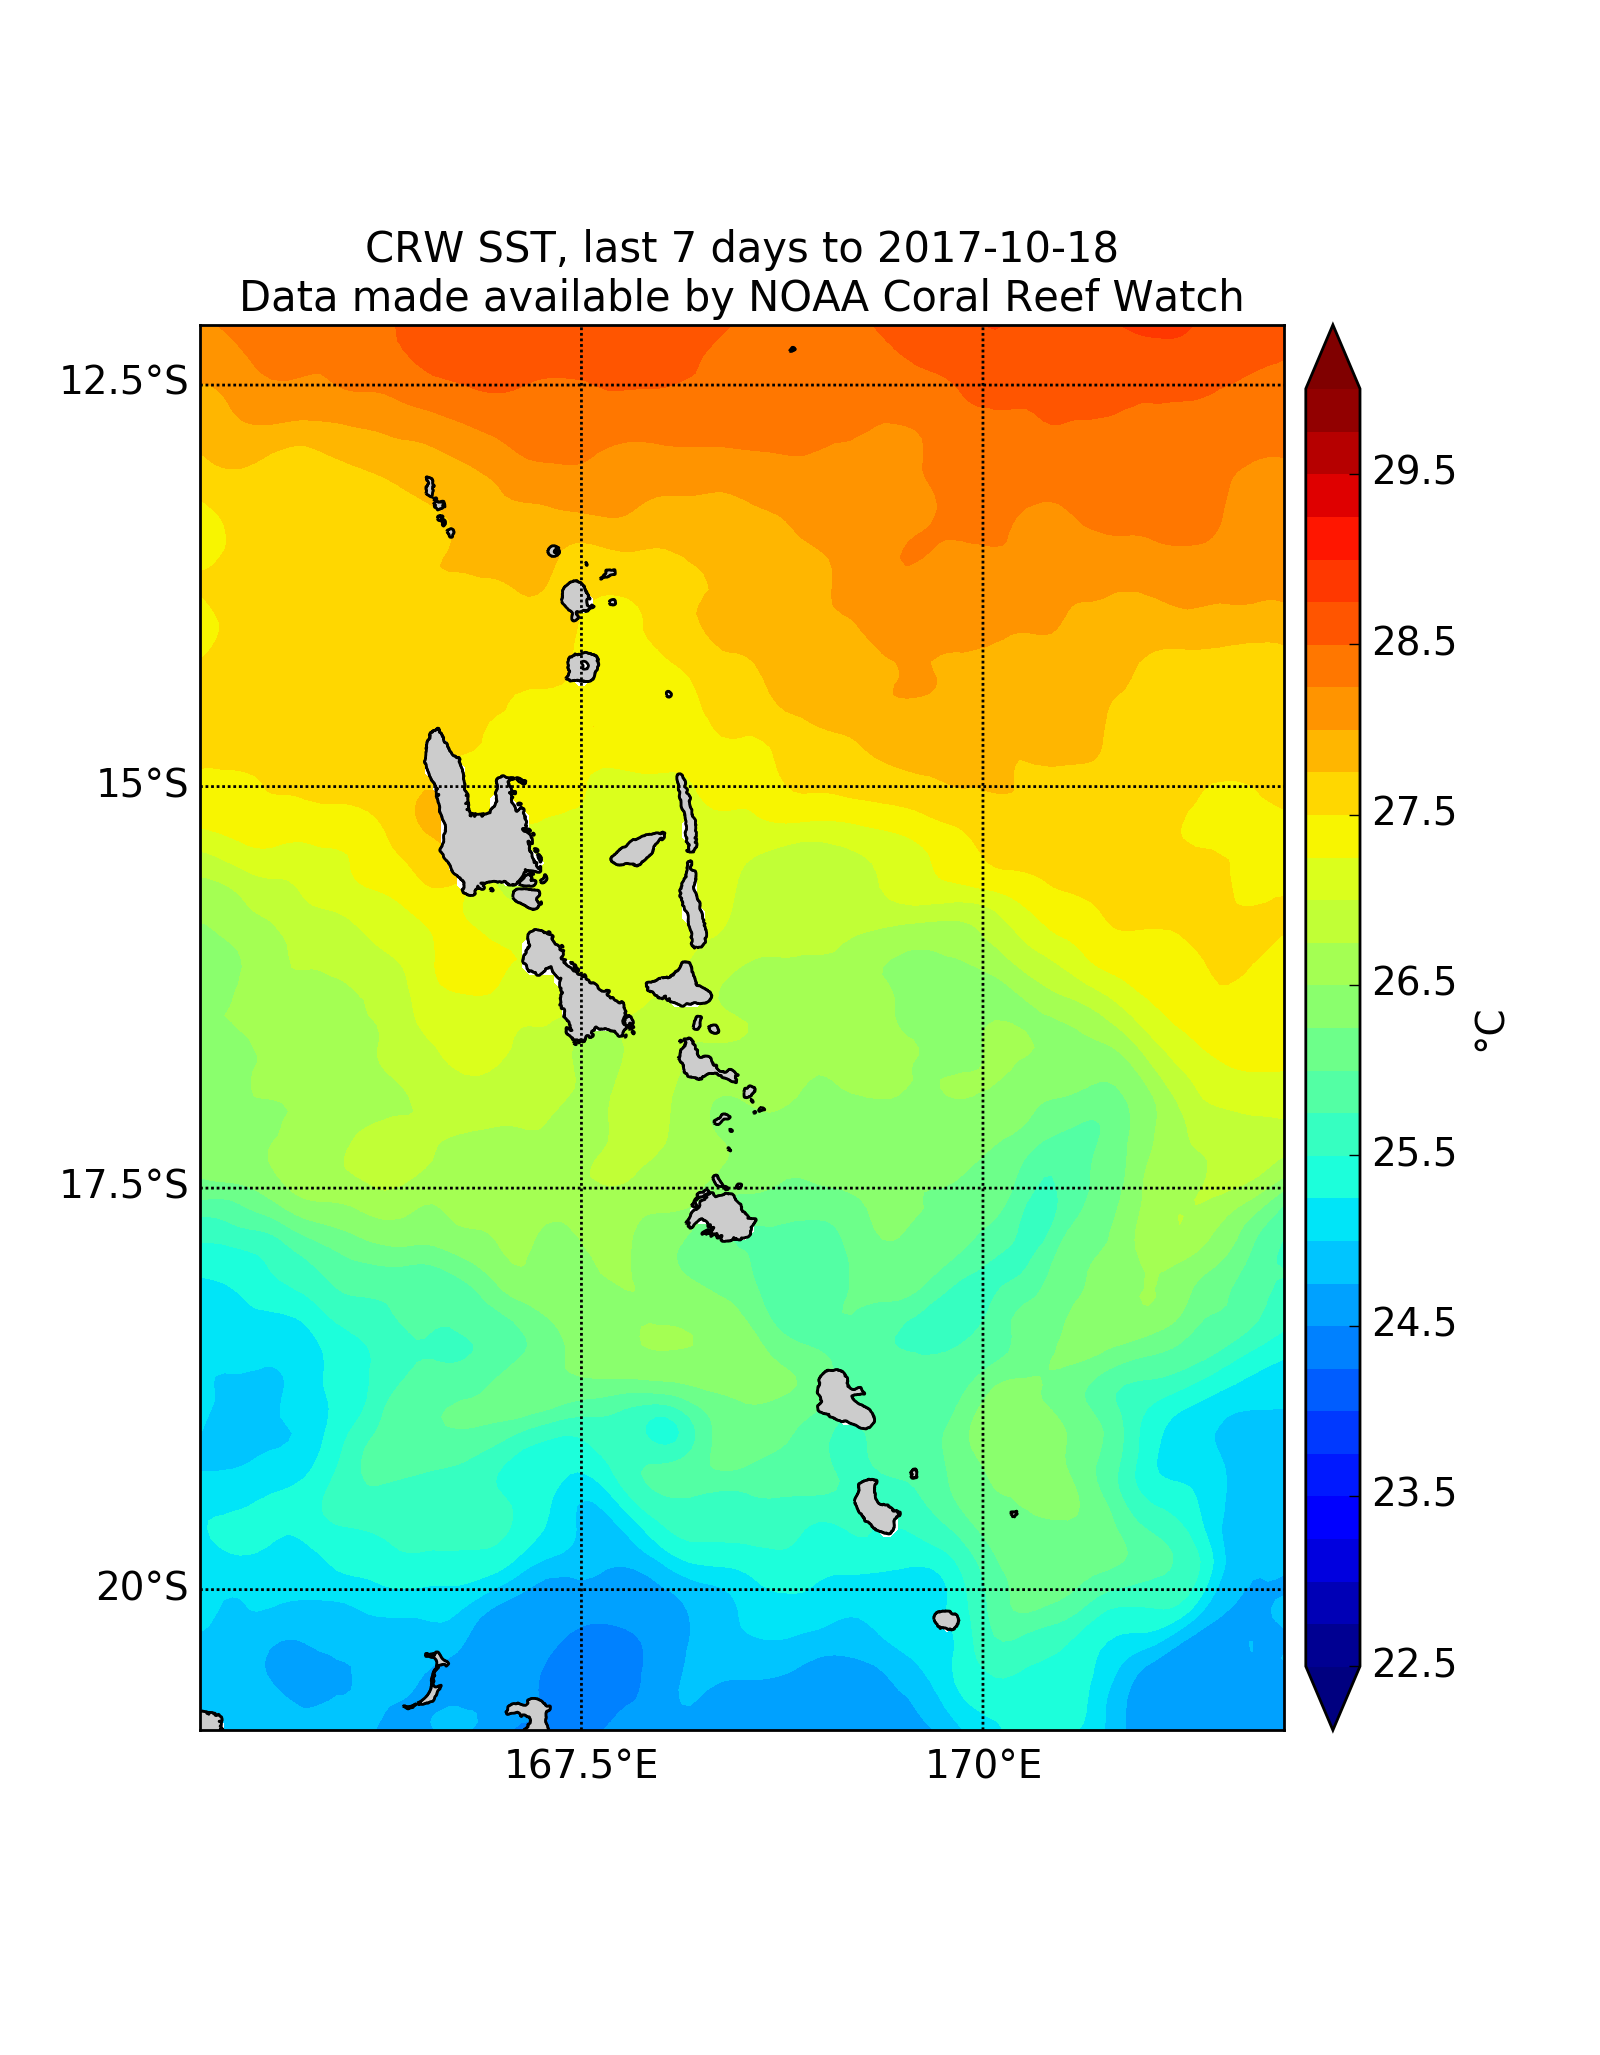 CRW SST, last 7 days to 2017-10-18
Data made available by NOAA Coral Reef Watch
12.5°S
15°S
17.5°S
20°S
167.5°E
170°E
29.5
28.5
27.5
26.5
25.5
24.5
23.5
22.5
°C